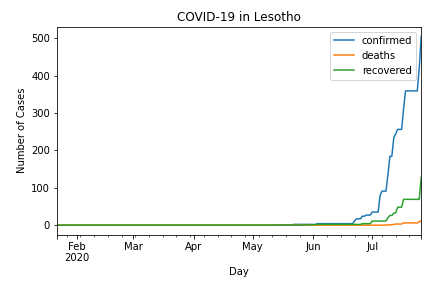 COVID-19 in Lesotho
Number of Cases
500
400
300
200
100
0
confirmed
deaths
recovered
Feb
2020
Mar
Apr
May
Jun
Jul
Day